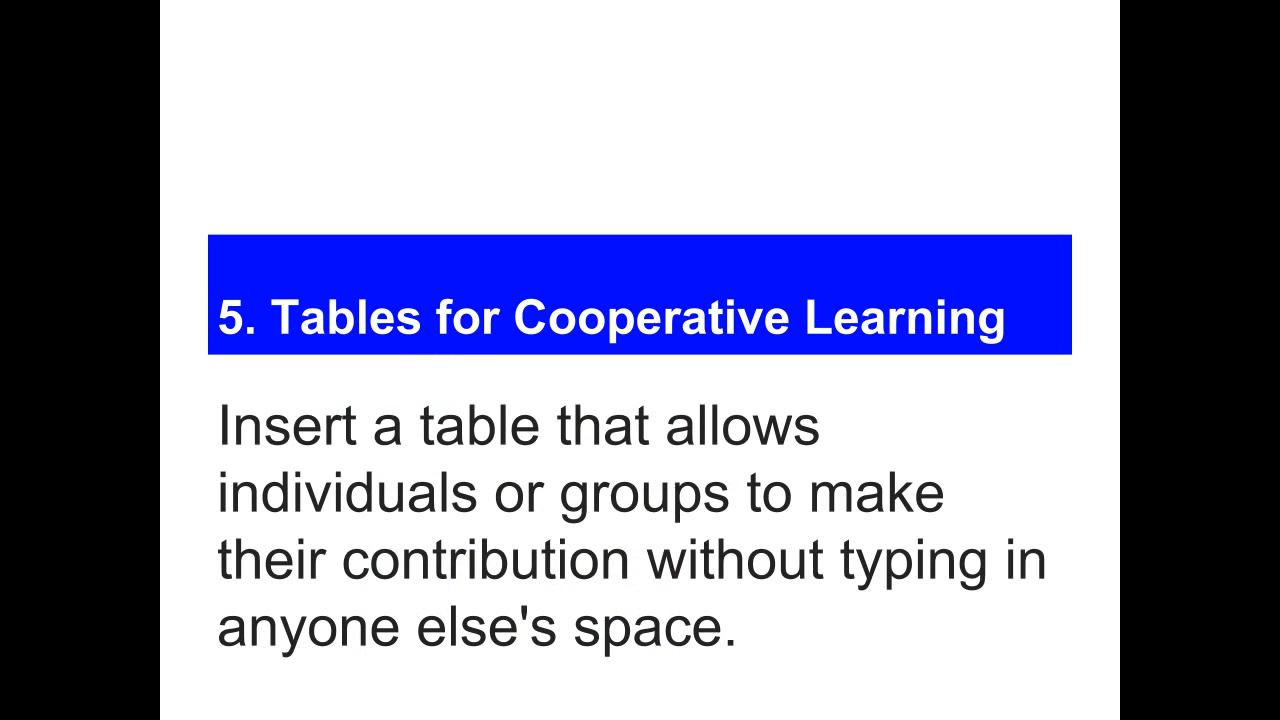 5. Tables for Cooperative Learning
Insert a table that allows
individuals or groups to make
their contribution without typing in
anyone else's space.